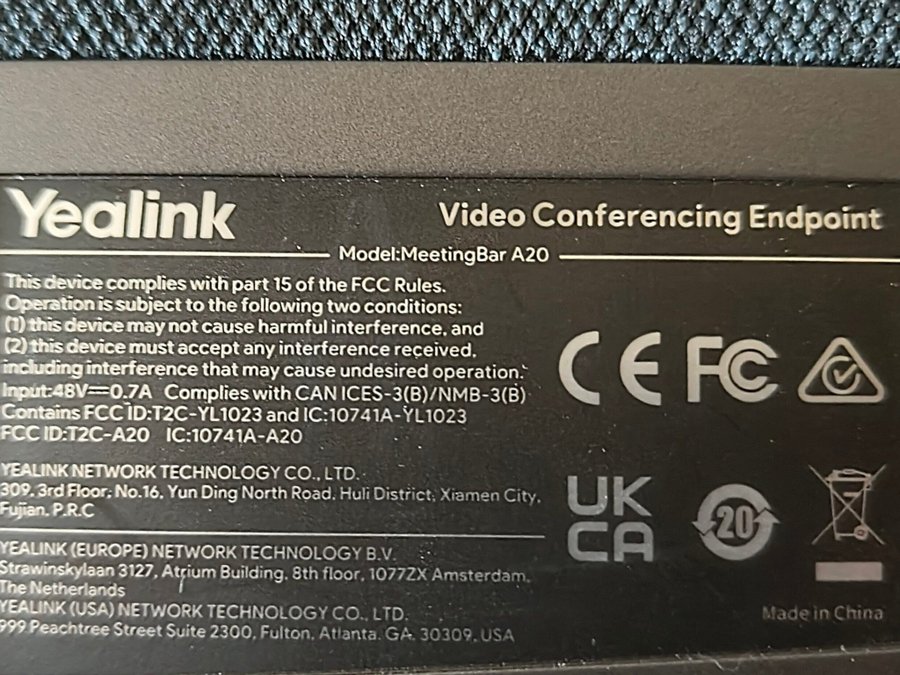 Yealink
Video Conferencing Endpoint
Model:MeetingBar A20
This device complies with part 15 of the FCC Rules.
Operation is subject to the following two conditions:
(1) this device may not cause harmful interference, and
(2) this device must accept any interference received,
including interference that may cause undesired operation.
Input:48V⎓0.7A Complies with CAN ICES-3(B)/NMB-3(B)
Contains FCC ID:T2C-YL1023 and IC:10741A-YL1023
FCC ID:T2C-A20 IC:10741A-A20
CE FC
YEALINK NETWORK TECHNOLOGY CO., LTD.
309, 3rd Floor, No.16, Yun Ding North Road, Huli District, Xiamen City,
Fujian, P.R.C
UK
CA
20
YEALINK (EUROPE) NETWORK TECHNOLOGY B.V.
Strawinskylaan 3127, Atrium Building, 8th floor, 1077ZX Amsterdam,
The Netherlands
YEALINK (USA) NETWORK TECHNOLOGY CO., LTD.
999 Peachtree Street Suite 2300, Fulton, Atlanta, GA, 30309, USA
Made in China